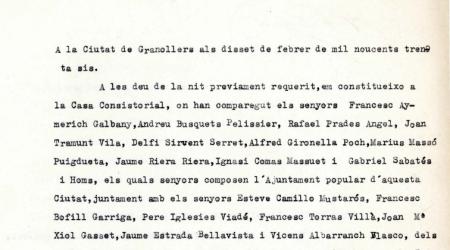 A la Ciutat de Granollers als disset de febrer de mil noucents treno
ta sis.
A les deu de la nit previament requerit,em constitueixo a
la Casa Consistorial, on han comparegut els senyors Francesc Ay-
merich Galbany,Andreu Busquets Pelissier, Rafael Prades Angel, Joan
Tramunt Vila, Delfi Sirvent Serret,Alfred Gironella Poch,Marius Massó
Puigdueta, Jaume Riera Riera,Ignasi Comas Massuet i Gabriel Sabatés
i Homs, els quals senyors composen l'Ajuntament popular d'aquesta
Ciutat,juntament amb els senyors Esteve Camillo Mustarós, Francesc
Bofill Garriga, Pere Iglesies Viadé, Francesc Torras Villà,Joan Mª
Xiol Gasset,Jaume Estrada Bellavista i Vicens Albarranch Blasco, dels